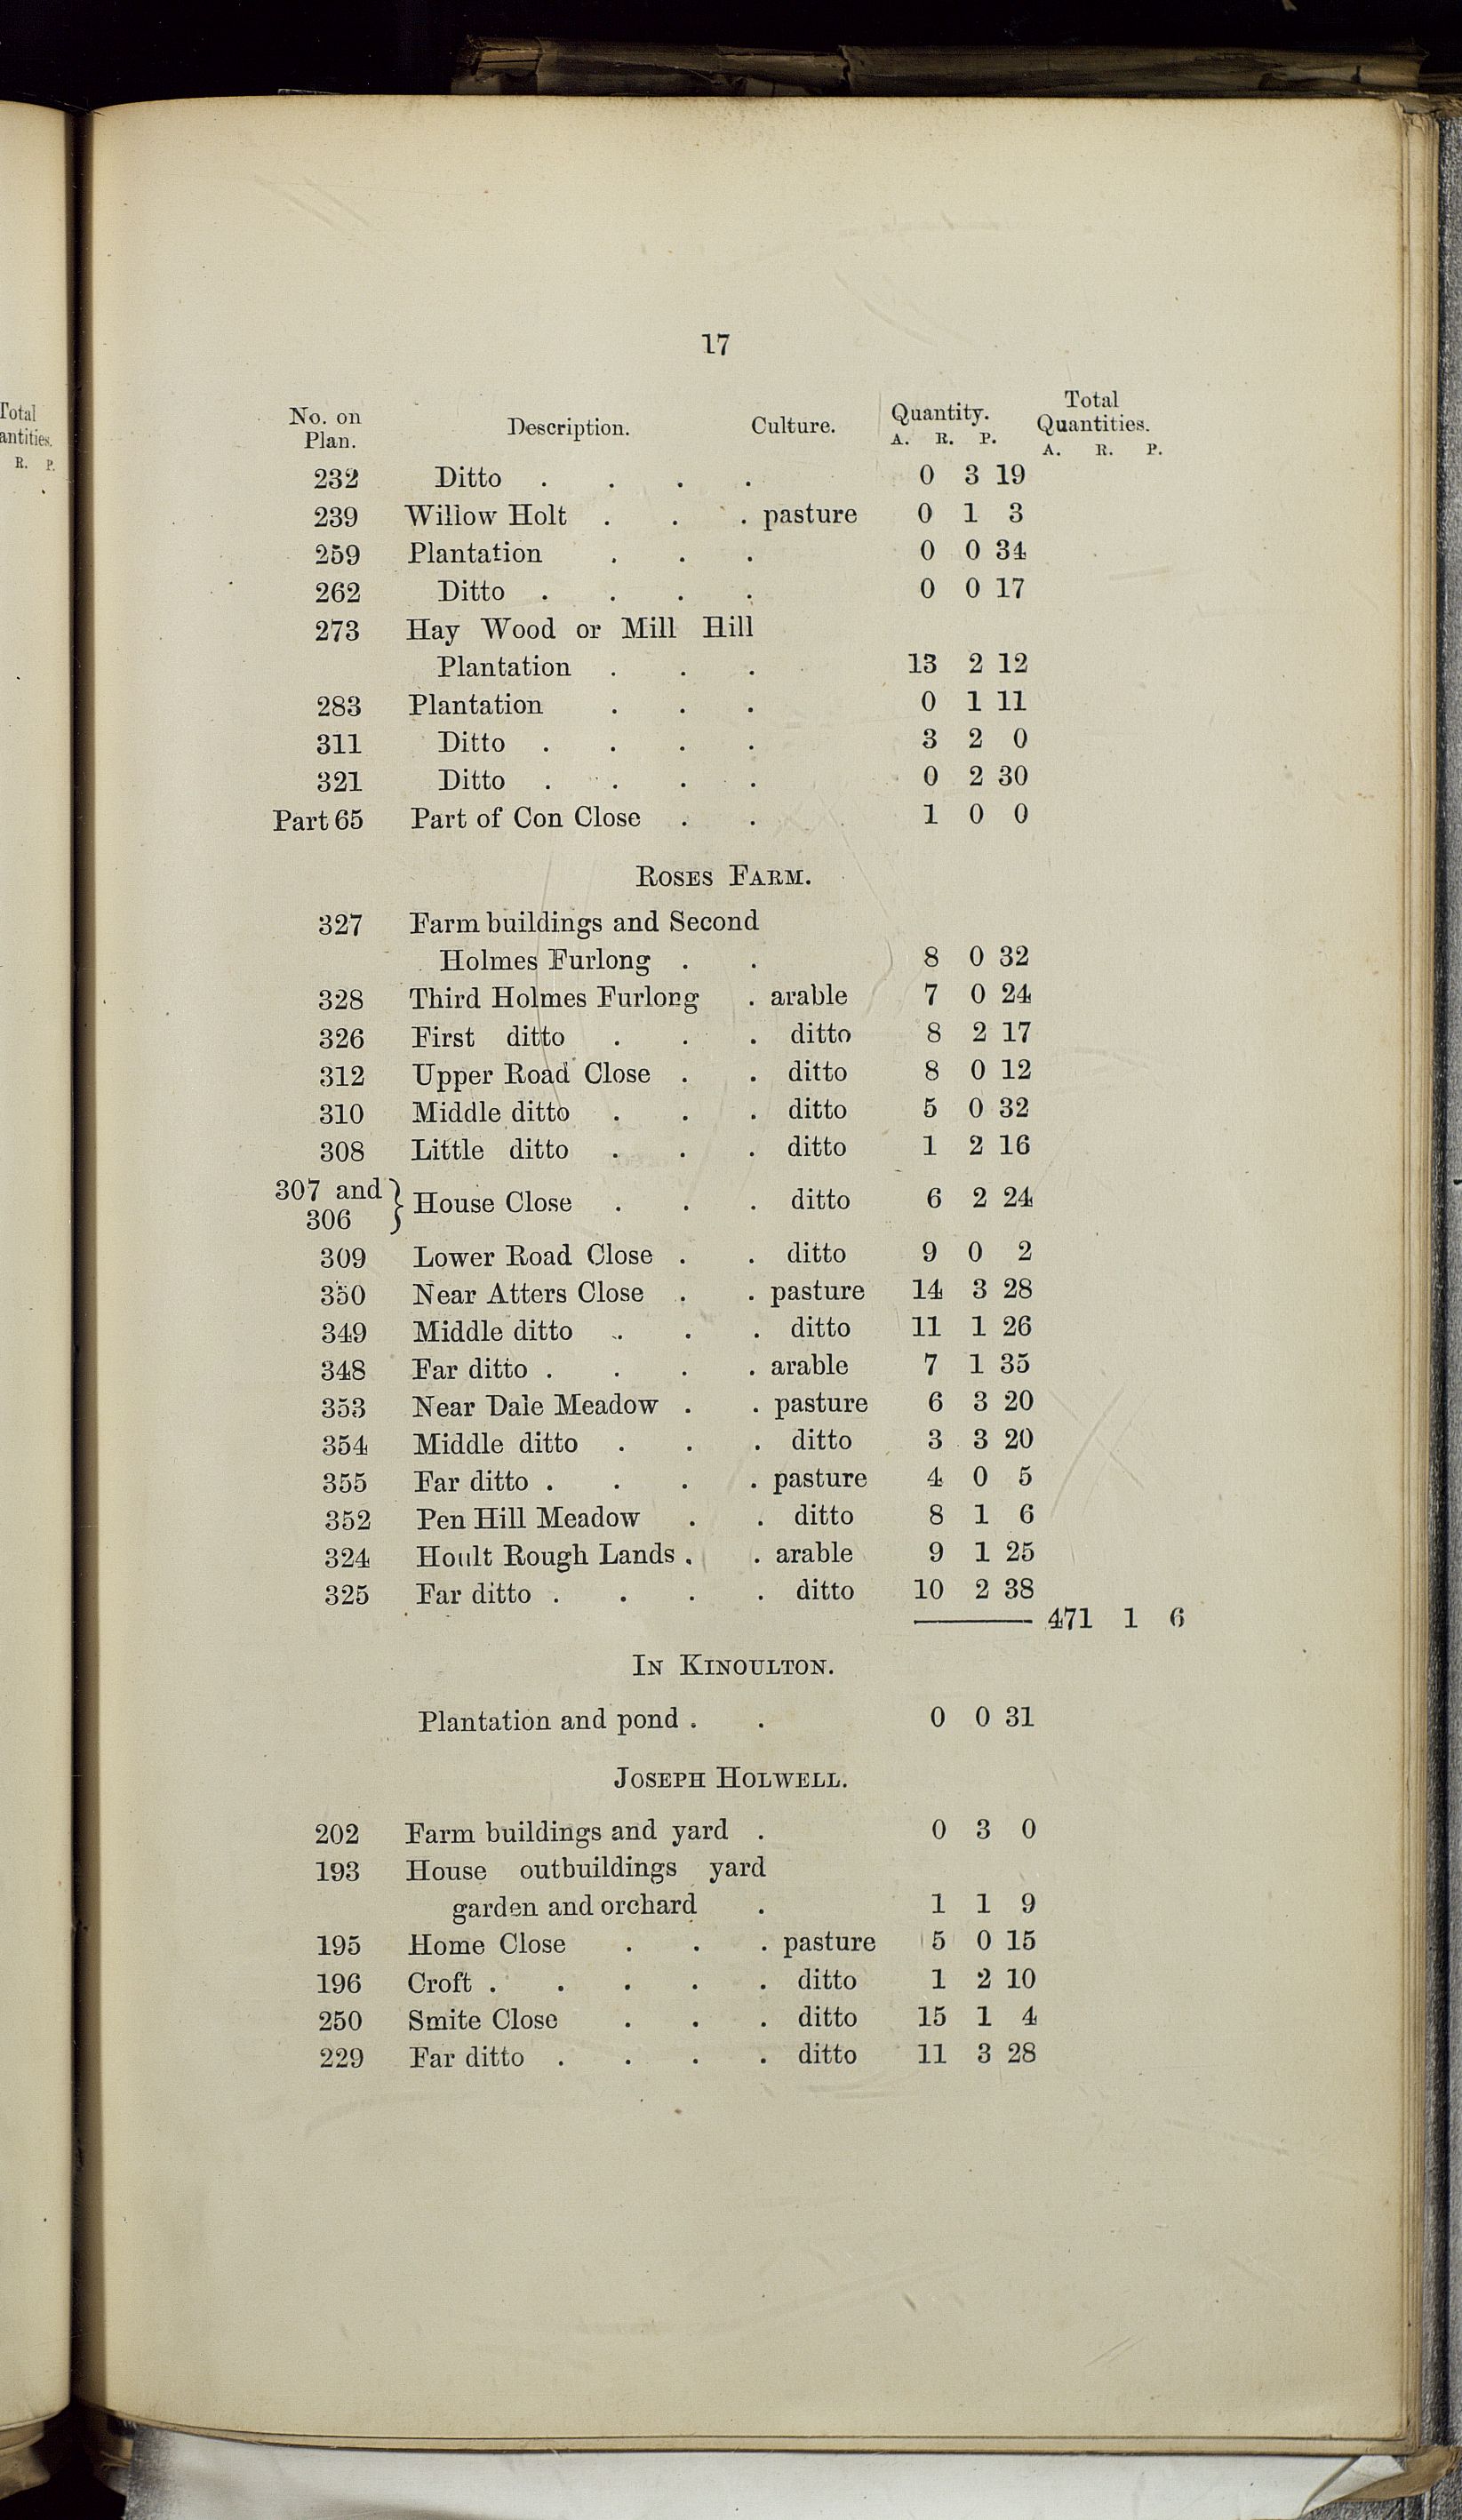 Total
antities.
R. P.
17
No. on Plan. Description. Culture. Quantity. A. R. P. Total Quantities. A. R. P.
232 Ditto . . . . 0 3 19
239 Willow Holt . . . pasture 0 1 3
259 Plantation . . . 0 0 34
262 Ditto . . . . 0 0 17
273 Hay Wood or Mill Hill
Plantation . . . 13 2 12
283 Plantation . . . 0 1 11
311 Ditto . . . . 3 2 0
321 Ditto . . . . 0 2 30
Part 65 Part of Con Close . . 1 0 0
ROSES FARM.
327 Farm buildings and Second
Holmes Furlong . . 8 0 32
328 Third Holmes Furlong . arable 7 0 24
326 First ditto . . . ditto 8 2 17
312 Upper Road Close . . ditto 8 0 12
310 Middle ditto . . . ditto 5 0 32
308 Little ditto . . . ditto 1 2 16
307 and 306 } House Close . . . ditto 6 2 24
309 Lower Road Close . . ditto 9 0 2
350 Near Atters Close . . pasture 14 3 28
349 Middle ditto . . . ditto 11 1 26
348 Far ditto . . . . arable 7 1 35
353 Near Dale Meadow . . pasture 6 3 20
354 Middle ditto . . . ditto 3 3 20
355 Far ditto . . . . pasture 4 0 5
352 Pen Hill Meadow . . ditto 8 1 6
324 Hoult Rough Lands . . arable 9 1 25
325 Far ditto . . . . ditto 10 2 38
471 1 6
IN KINOULTON.
Plantation and pond . . 0 0 31
JOSEPH HOLWELL.
202 Farm buildings and yard . 0 3 0
193 House outbuildings yard
garden and orchard . 1 1 9
195 Home Close . . . pasture 5 0 15
196 Croft . . . . . ditto 1 2 10
250 Smite Close . . . ditto 15 1 4
229 Far ditto . . . . ditto 11 3 28